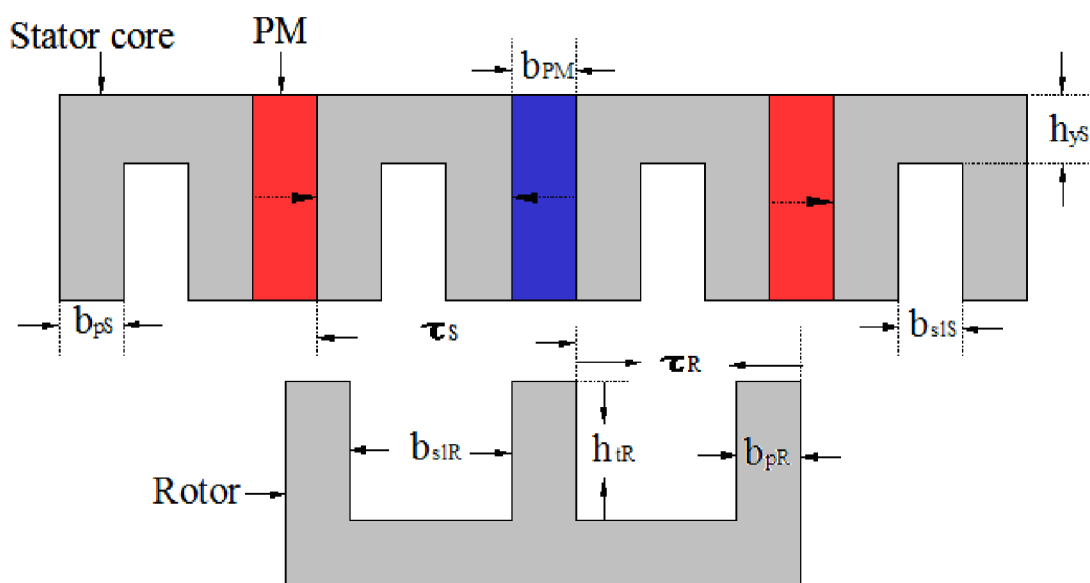 Stator core
PM
bPM
hyS
bpS
τS
bs1S
τR
bs1R
htR
bpR
Rotor